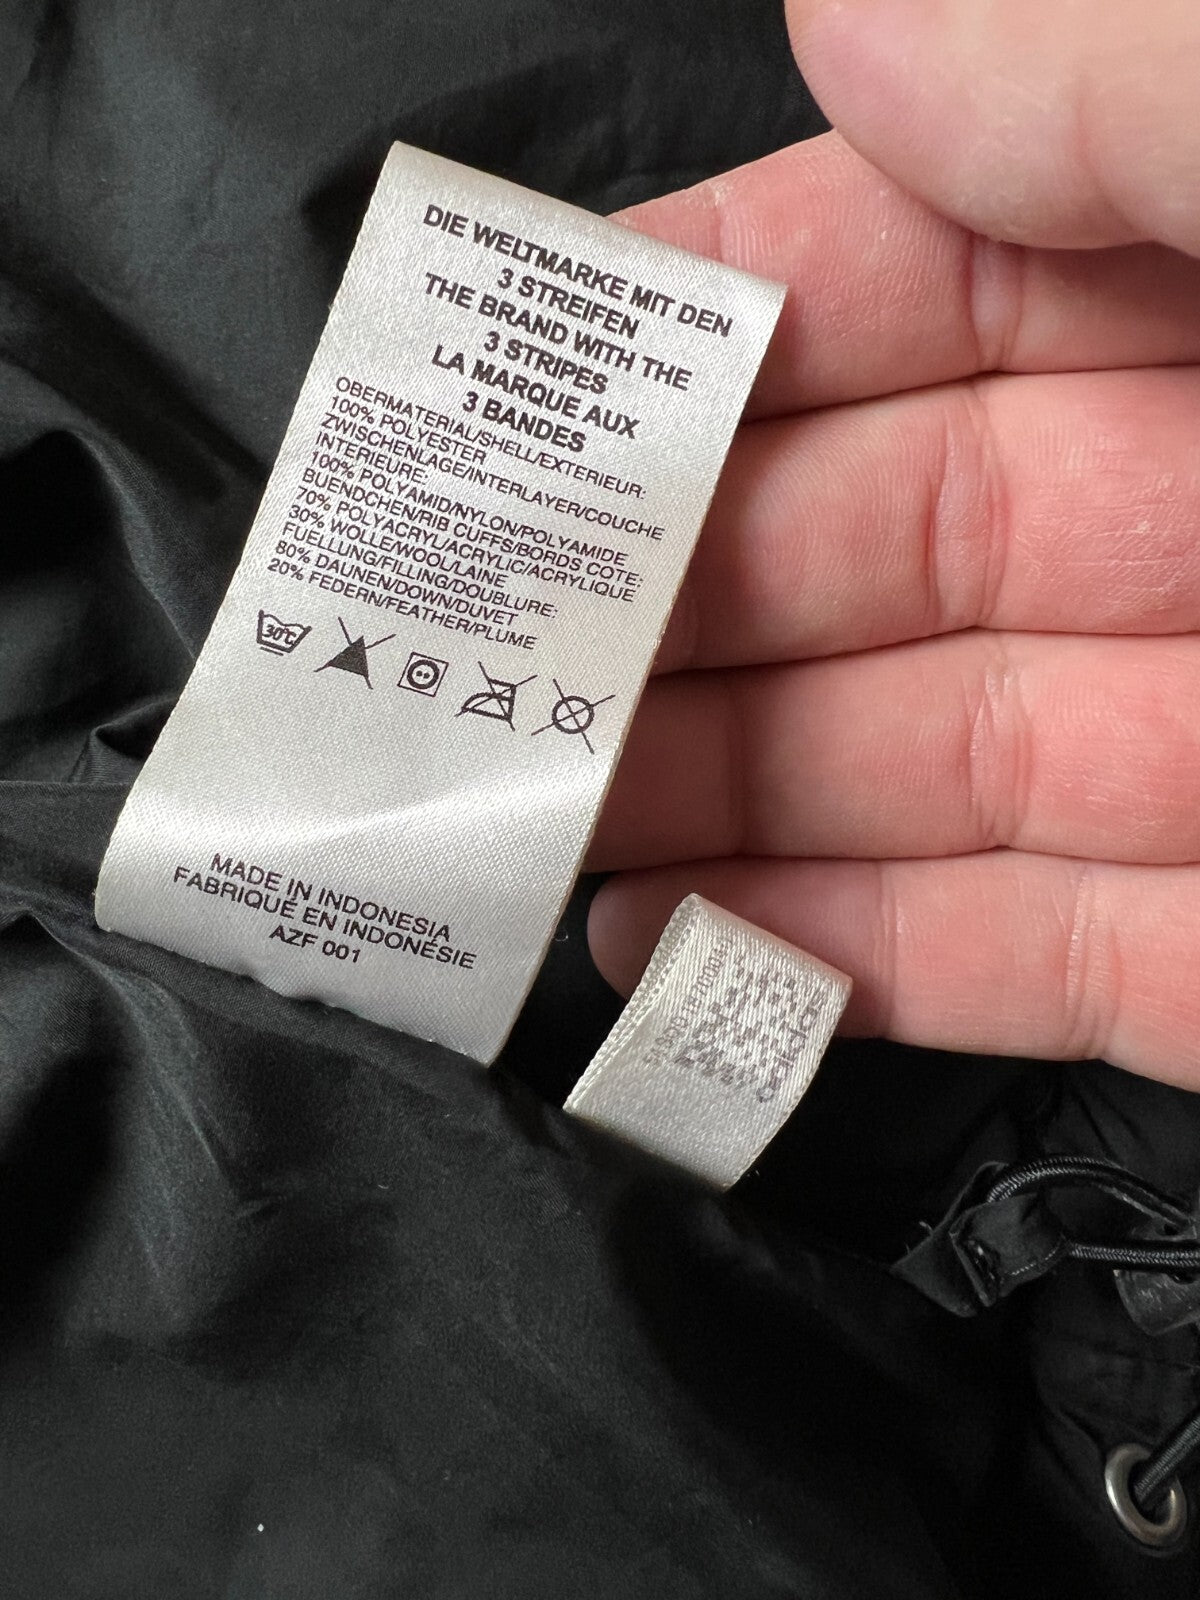 DIE WELTMARKE MIT DEN
3 STREIFEN
THE BRAND WITH THE
3 STRIPES
LA MARQUE AUX
3 BANDES
OBERMATERIAL/SHELL/EXTERIEUR:
100% POLYESTER
ZWISCHENLAGE/INTERLAYER/COUCHE
INTERIEURE:
100% POLYAMID/NYLON/POLYAMIDE
BUENDCHEN/RIB CUFFS/BORDS COTE:
70% POLYACRYL/ACRYLIC/ACRYLIQUE
30% WOLLE/WOOL/LAINE
FUELLUNG/FILLING/DOUBLURE:
80% DAUNEN/DOWN/DUVET
20% FEDERN/FEATHER/PLUME
30°C
MADE IN INDONESIA
FABRIQUÉ EN INDONÉSIE
AZF 001